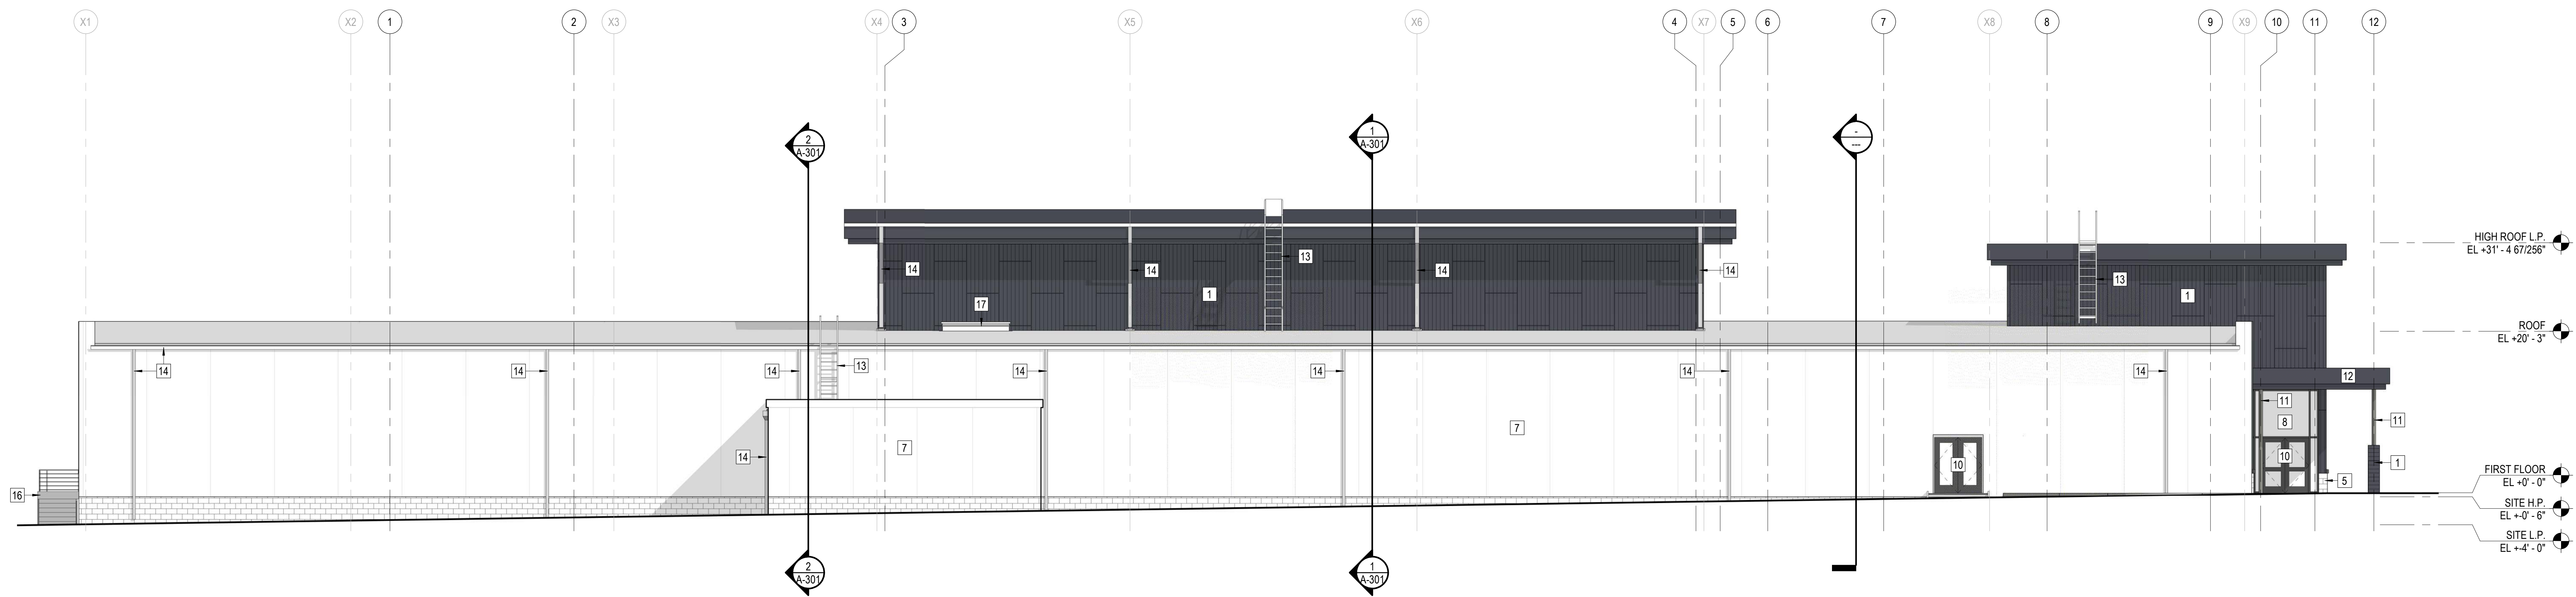 X1
1
X2
2
X3
X4
3
X5
X6
4
X7
5
6
7
X8
8
9
X9
10
11
12
2
A-301
1
A-301
-
---
HIGH ROOF L.P.
EL +31' - 4 67/256"
14
14
13
14
14
13
1
1
17
ROOF
EL +20' - 3"
14
14
14
13
14
14
14
14
12
11
11
8
7
7
14
10
10
1
FIRST FLOOR
EL +0' - 0"
5
16
SITE H.P.
EL +-0' - 6"
SITE L.P.
EL +-4' - 0"
2
A-301
1
A-301